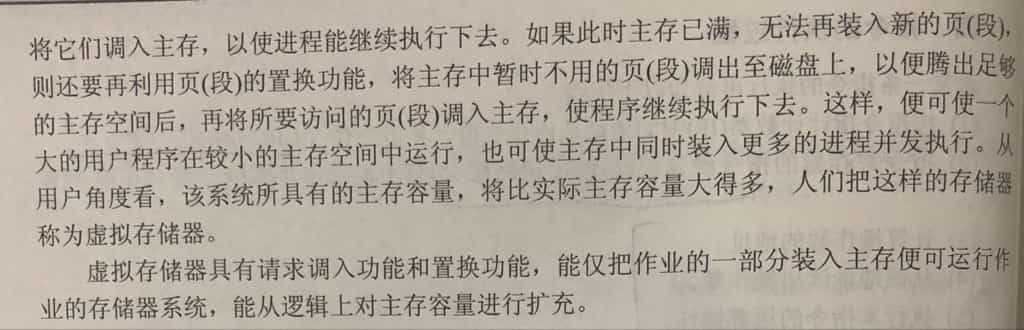 将它们调入主存，以使进程能继续执行下去。如果此时主存已满，无法再装入新的页(段)，
则还要再利用页(段)的置换功能，将主存中暂时不用的页(段)调出至磁盘上，以便腾出足够
的主存空间后，再将所要访问的页(段)调入主存，使程序继续执行下去。这样，便可使一个
大的用户程序在较小的主存空间中运行，也可使主存中同时装入更多的进程并发执行。从
用户角度看，该系统所具有的主存容量，将比实际主存容量大得多，人们把这样的存储器
称为虚拟存储器。
虚拟存储器具有请求调入功能和置换功能，能仅把作业的一部分装入主存便可运行作
业的存储器系统，能从逻辑上对主存容量进行扩充。